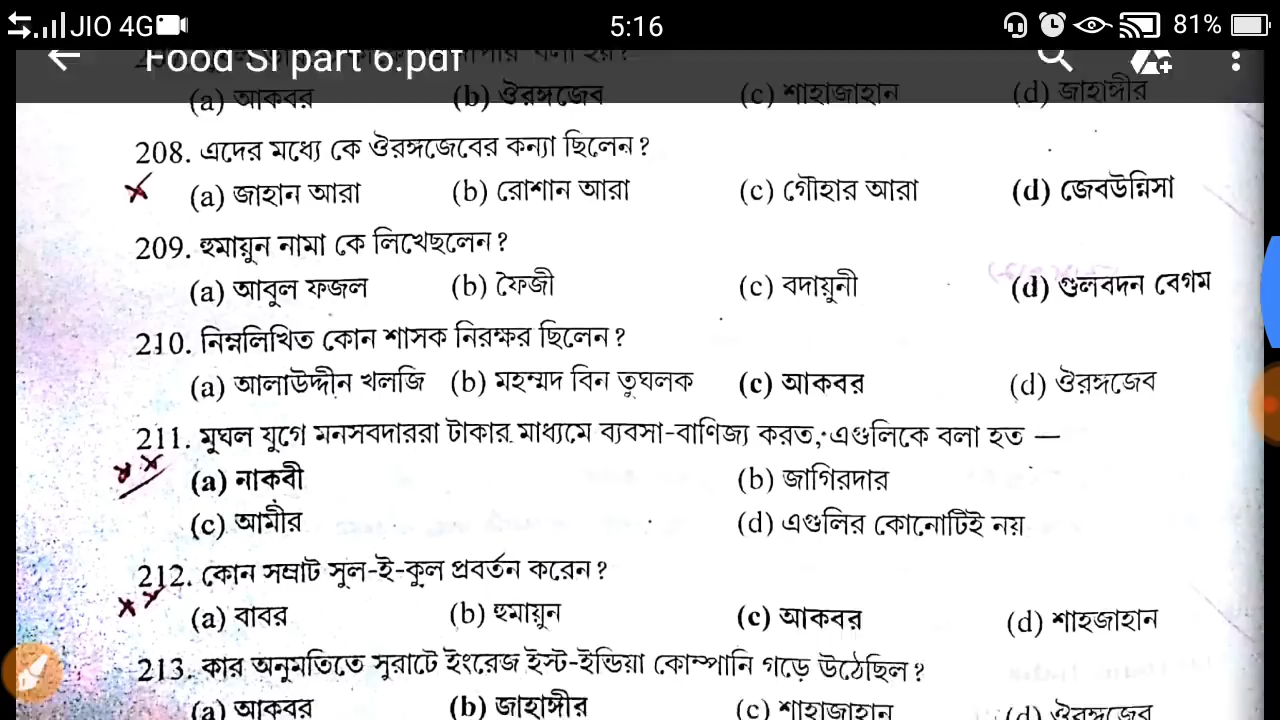 JIO 4G 5:16 81%
Food SI part 6.pdf
(a) আকবর (b) ঔরঙ্গজেব (c) শাহাজাহান (d) জাহাঙ্গীর
208. এদের মধ্যে কে ঔরঙ্গজেবের কন্যা ছিলেন?
(a) জাহান আরা (b) রোশান আরা (c) গৌহার আরা (d) জেবউন্নিসা
209. হুমায়ুন নামা কে লিখেছলেন?
(a) আবুল ফজল (b) ফৈজী (c) বদায়ুনী (d) গুলবদন বেগম
210. নিম্নলিখিত কোন শাসক নিরক্ষর ছিলেন?
(a) আলাউদ্দীন খলজি (b) মহম্মদ বিন তুঘলক (c) আকবর (d) ঔরঙ্গজেব
211. মুঘল যুগে মনসবদাররা টাকার মাধ্যমে ব্যবসা-বাণিজ্য করত, এগুলিকে বলা হত —
(a) নাকবী (b) জাগিরদার
(c) আমীর (d) এগুলির কোনোটিই নয়
212. কোন সম্রাট সুল-ই-কুল প্রবর্তন করেন?
(a) বাবর (b) হুমায়ুন (c) আকবর (d) শাহজাহান
213. কার অনুমতিতে সুরাটে ইংরেজ ইস্ট-ইন্ডিয়া কোম্পানি গড়ে উঠেছিল?
(a) আকবর (b) জাহাঙ্গীর (c) শাহাজাহান (d) ঔরঙ্গজেব